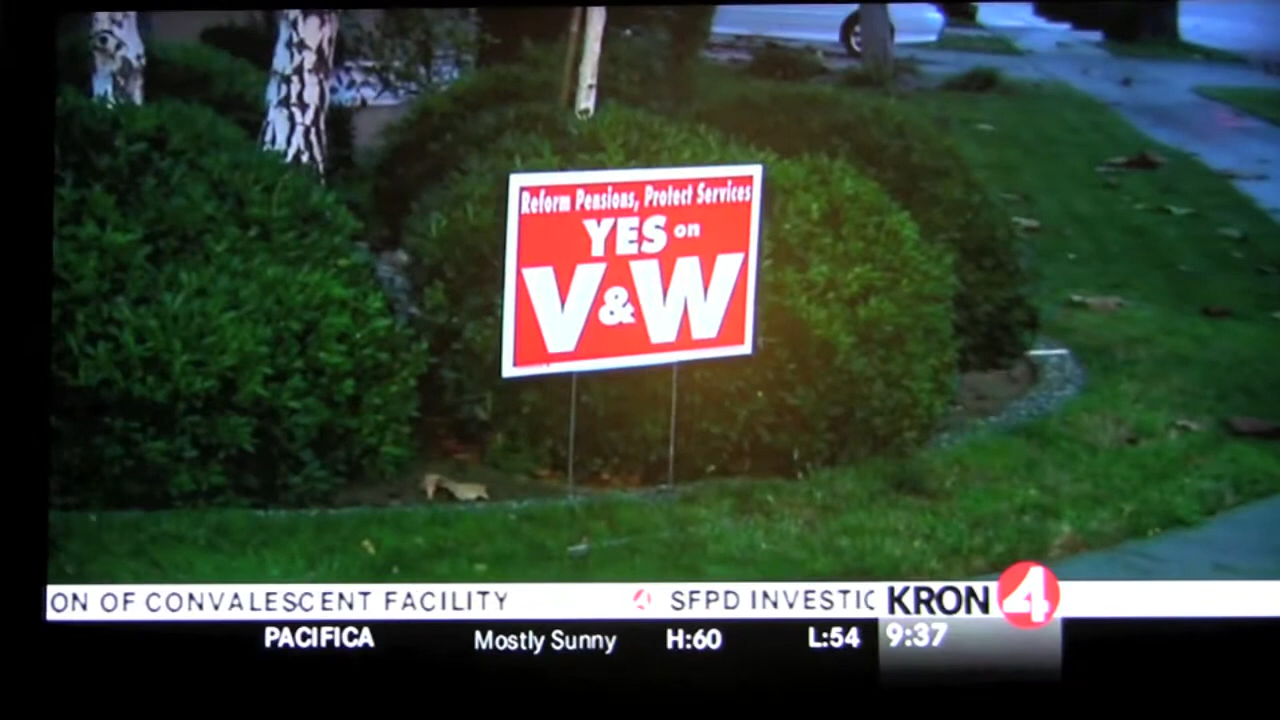 Reform Pensions, Protect Services
YES on
V & W
ON OF CONVALESCENT FACILITY 4 SFPD INVESTIC KRON 4
PACIFICA Mostly Sunny H:60 L:54 9:37